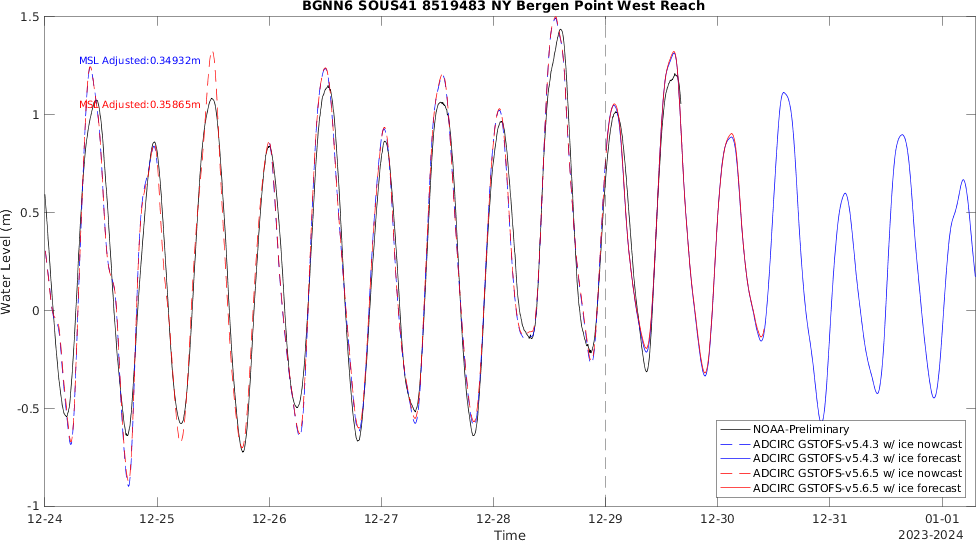 BGNN6 SOUS41 8519483 NY Bergen Point West Reach
1.5
MSL Adjusted:0.34932m
MSL Adjusted:0.35865m
1
0.5
Water Level (m)
0
-0.5
NOAA-Preliminary
ADCIRC GSTOFS-v5.4.3 w/ ice nowcast
ADCIRC GSTOFS-v5.4.3 w/ ice forecast
ADCIRC GSTOFS-v5.6.5 w/ ice nowcast
ADCIRC GSTOFS-v5.6.5 w/ ice forecast
-1
12-24 12-25 12-26 12-27 12-28 12-29 12-30 12-31 01-01
Time
2023-2024